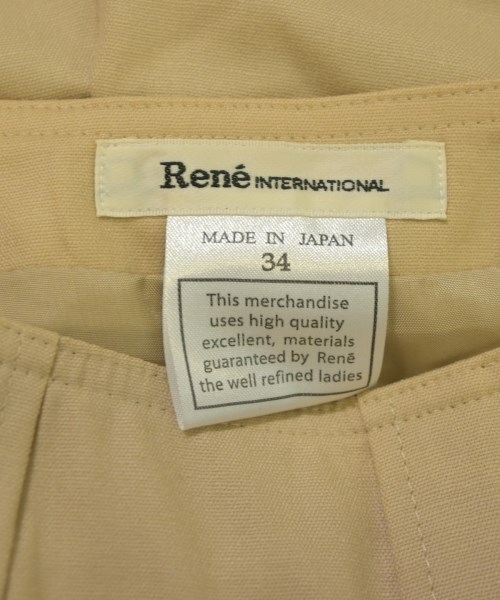 René INTERNATIONAL
MADE IN JAPAN
34
This merchandise
uses high quality
excellent, materials
guaranteed by René
the well refined ladies